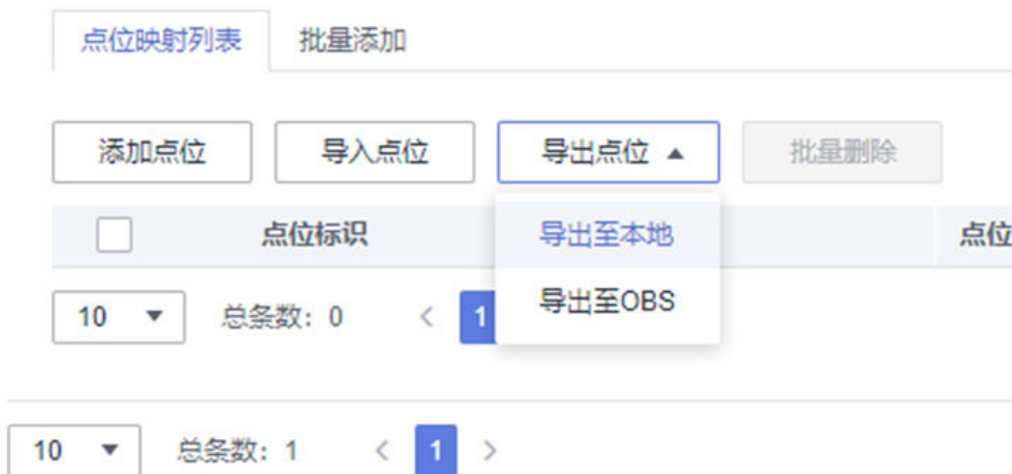 点位映射列表 批量添加
添加点位 导入点位 导出点位 批量删除
点位标识 导出至本地 点位
10 总条数: 0 < 1
导出至OBS
10 总条数: 1 < 1 >